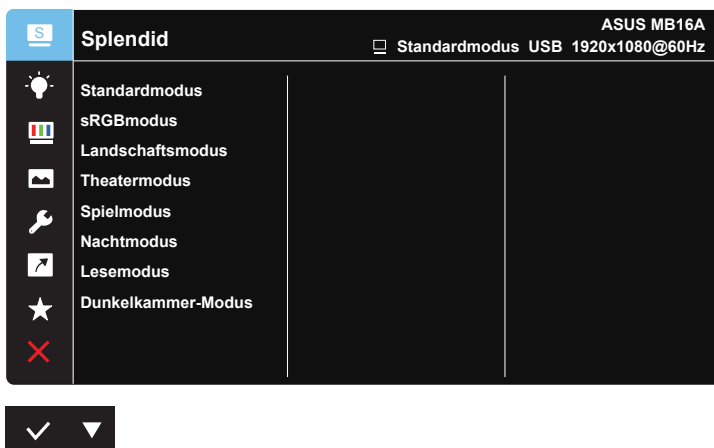 S
Splendid
ASUS MB16A
Standardmodus USB 1920x1080@60Hz
Standardmodus
sRGBmodus
Landschaftsmodus
Theatermodus
Spielmodus
Nachtmodus
Lesemodus
Dunkelkammer-Modus